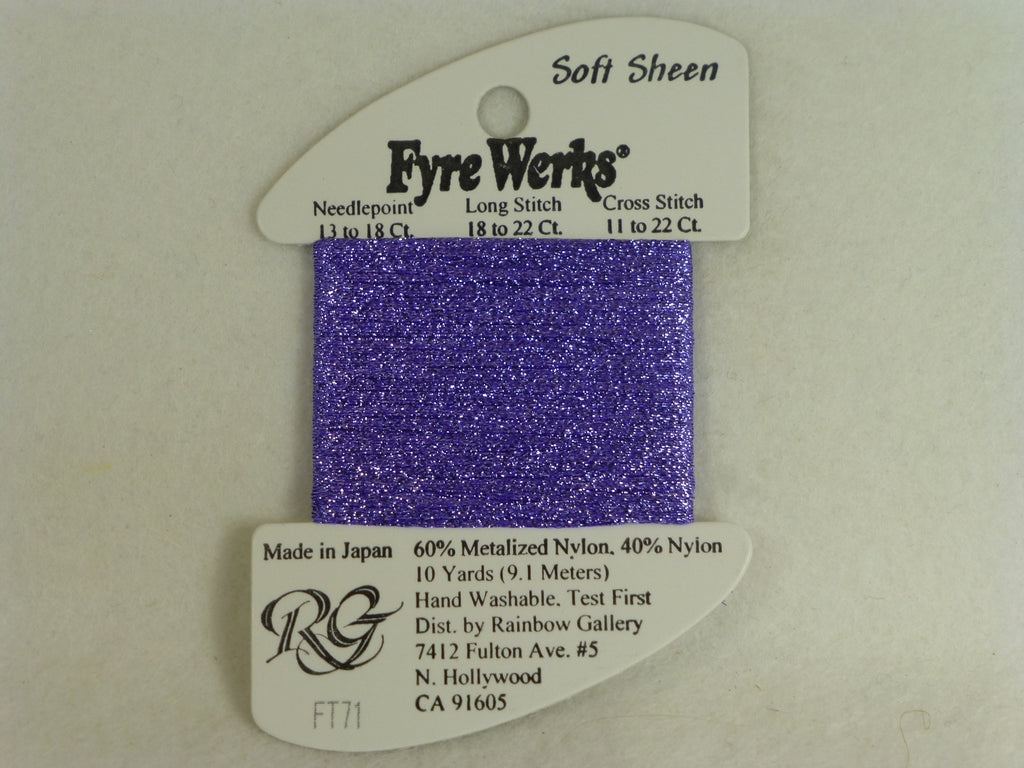 Soft Sheen
Fyre Werks®
Needlepoint Long Stitch Cross Stitch
13 to 18 Ct. 18 to 22 Ct. 11 to 22 Ct.
Made in Japan
60% Metalized Nylon, 40% Nylon
10 Yards (9.1 Meters)
Hand Washable, Test First
Dist. by Rainbow Gallery
7412 Fulton Ave. #5
N. Hollywood
CA 91605
RG
FT71